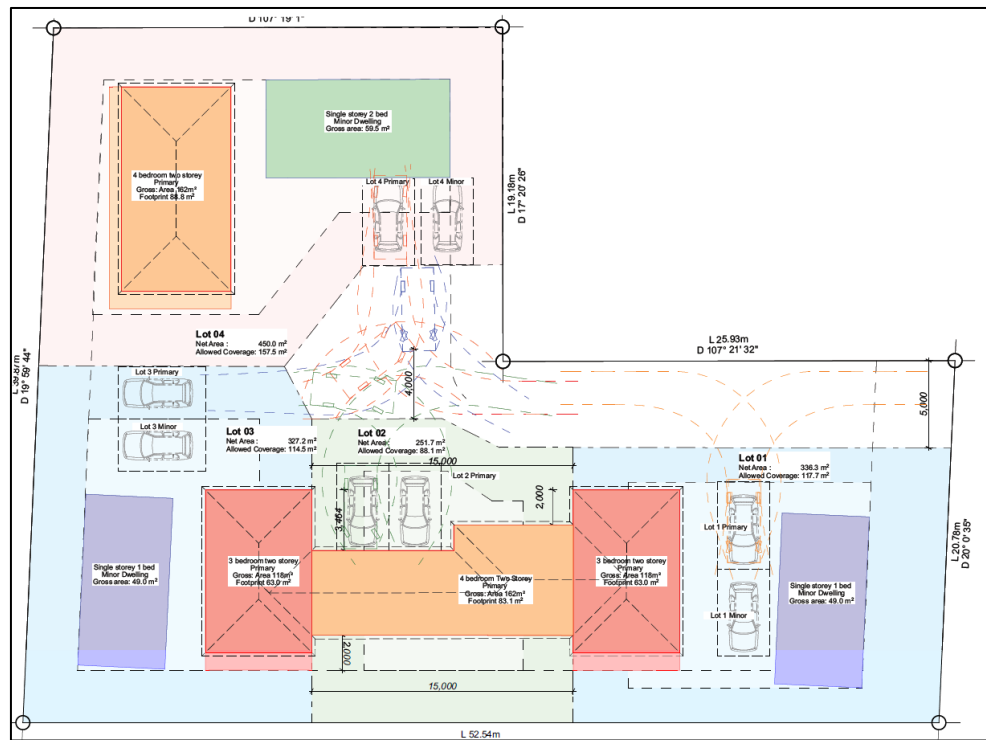 D 107° 19' 1"
Single storey 2 bed
Minor Dwelling
Gross area: 59.5 m²
4 bedroom two storey
Primary
Gross: Area 162m²
Footprint 88.8 m²
Lot 4 Primary
Lot 4 Minor
L 19.18m
D 17° 20' 26"
Lot 04
Net Area : 450.0 m²
Allowed Coverage: 157.5 m²
L 25.93m
D 107° 21' 32"
L 39.87m
D 19° 59' 44"
4,000
5,000
Lot 3 Primary
Lot 3 Minor
Lot 03
Net Area : 327.2 m²
Allowed Coverage: 114.5 m²
Lot 02
Net Area : 251.7 m²
Allowed Coverage: 88.1 m²
15,000
Lot 01
Net Area : 336.3 m²
Allowed Coverage: 117.7 m²
Lot 2 Primary
2,000
3,464
Lot 1 Primary
L 20.78m
D 20° 0' 35"
Single storey 1 bed
Minor Dwelling
Gross area: 49.0 m²
3 bedroom two storey
Primary
Gross: Area 118m²
Footprint 63.0 m²
4 bedroom Two Storey
Primary
Gross: Area 162m²
Footprint 83.1 m²
3 bedroom two storey
Primary
Gross: Area 118m²
Footprint 63.0 m²
Single storey 1 bed
Minor Dwelling
Gross area: 49.0 m²
Lot 1 Minor
2,000
15,000
L 52.54m